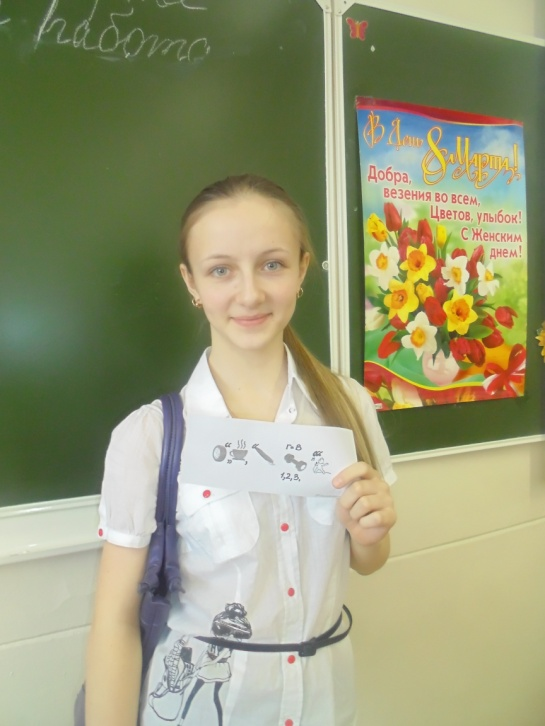 работа
В День
8 Марта!
Добра,
везения во всем,
Цветов, улыбок!
С Женским
днем!
Г=В
1,2,3,